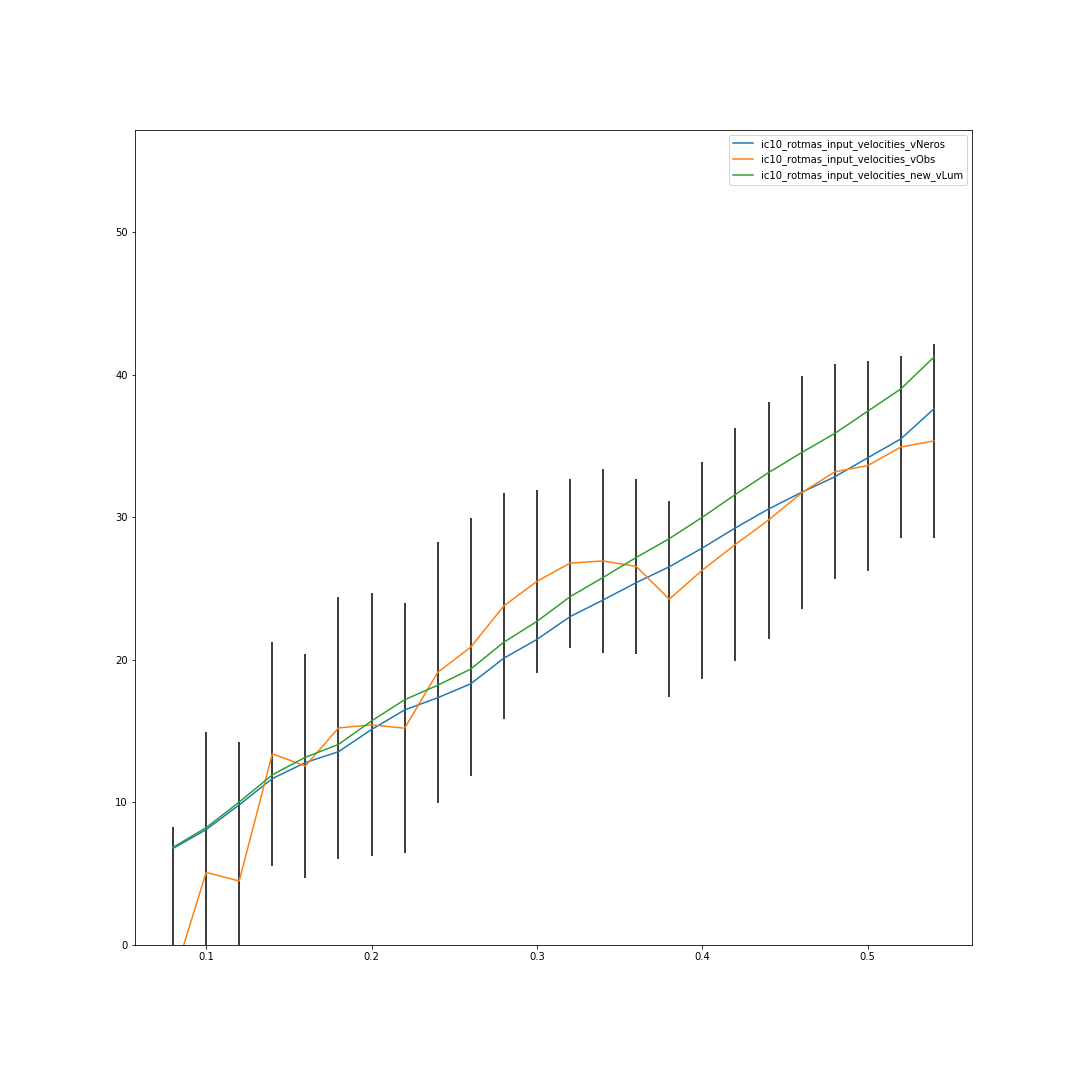 ic10_rotmas_input_velocities_vNeros
ic10_rotmas_input_velocities_vObs
ic10_rotmas_input_velocities_new_vLum
50
40
30
20
10
0
0.1 0.2 0.3 0.4 0.5